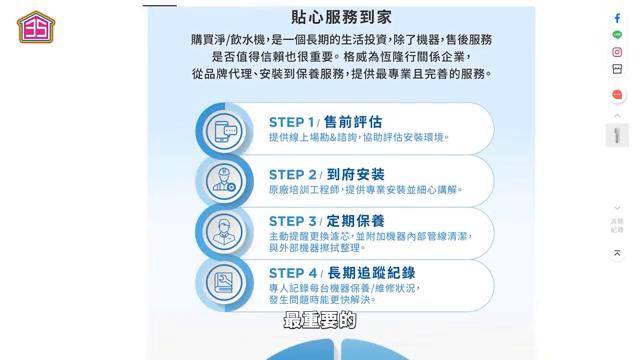 貼心服務到家
購買淨/飲水機,是一個長期的生活投資,除了機器,售後服務
是否值得信賴也很重要。格威為恆隆行關係企業,
從品牌代理、安裝到保養服務,提供最專業且完善的服務。
STEP 1 / 售前評估
提供線上場勘&諮詢,協助評估安裝環境。
STEP 2 / 到府安裝
原廠培訓工程師,提供專業安裝並細心講解。
STEP 3 / 定期保養
主動提醒更換濾芯,並附加機器內部管線清潔,
與外部機器擦拭整理。
STEP 4 / 長期追蹤紀錄
專人記錄每台機器保養/維修狀況,
發生問題時能更快解決。
最重要的